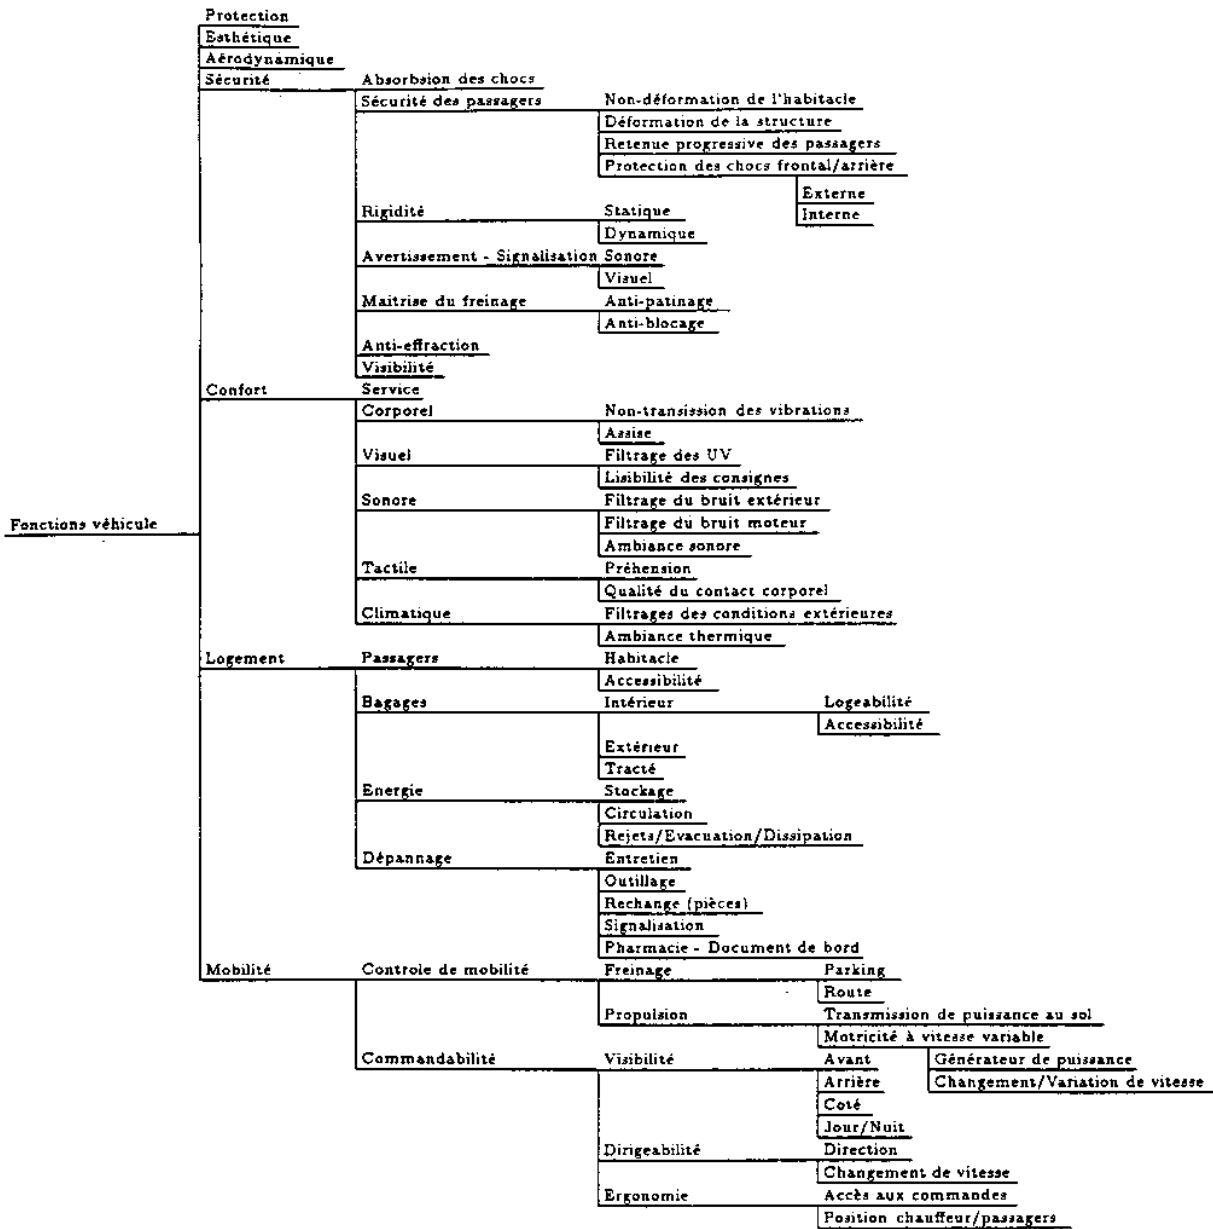 Protection
Esthétique
Aérodynamique
Sécurité Absorbsion des chocs
Sécurité des passagers Non-déformation de l'habitacle
Déformation de la structure
Retenue progressive des passagers
Protection des chocs frontal/arrière
Externe
Rigidité Statique Interne
Dynamique
Avertissement - Signalisation Sonore
Visuel
Maitrise du freinage Anti-patinage
Anti-blocage
Anti-effraction
Visibilité
Confort Service
Corporel Non-transission des vibrations
Assise
Visuel Filtrage des UV
Lisibilité des consignes
Sonore Filtrage du bruit extérieur
Fonctions véhicule Filtrage du bruit moteur
Ambiance sonore
Tactile Préhension
Qualité du contact corporel
Climatique Filtrages des conditions extérieures
Ambiance thermique
Logement Passagers Habitacle
Accessibilité
Bagages Intérieur Logeabilité
Accessibilité
Extérieur
Tracté
Energie Stockage
Circulation
Rejets/Evacuation/Dissipation
Dépannage Entretien
Outillage
Rechange (pièces)
Signalisation
Pharmacie - Document de bord
Mobilité Controle de mobilité Freinage Parking
Route
Propulsion Transmission de puissance au sol
Motricité à vitesse variable
Commandabilité Visibilité Avant Générateur de puissance
Arrière Changement/Variation de vitesse
Coté
Jour/Nuit
Dirigeabilité Direction
Changement de vitesse
Ergonomie Accès aux commandes
Position chauffeur/passagers